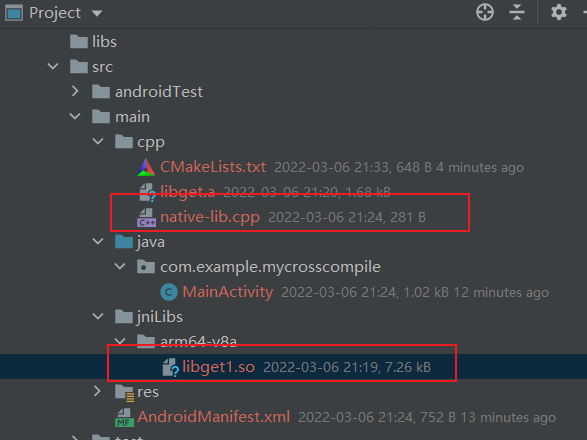 Project
libs
src
androidTest
main
cpp
CMakeLists.txt 2022-03-06 21:33, 648 B 4 minutes ago
libget.a 2022-03-06 21:20, 1.68 kB
native-lib.cpp 2022-03-06 21:24, 281 B
java
com.example.mycrosscompile
MainActivity 2022-03-06 21:24, 1.02 kB 12 minutes ago
jniLibs
arm64-v8a
libget1.so 2022-03-06 21:19, 7.26 kB
res
AndroidManifest.xml 2022-03-06 21:24, 752 B 13 minutes ago